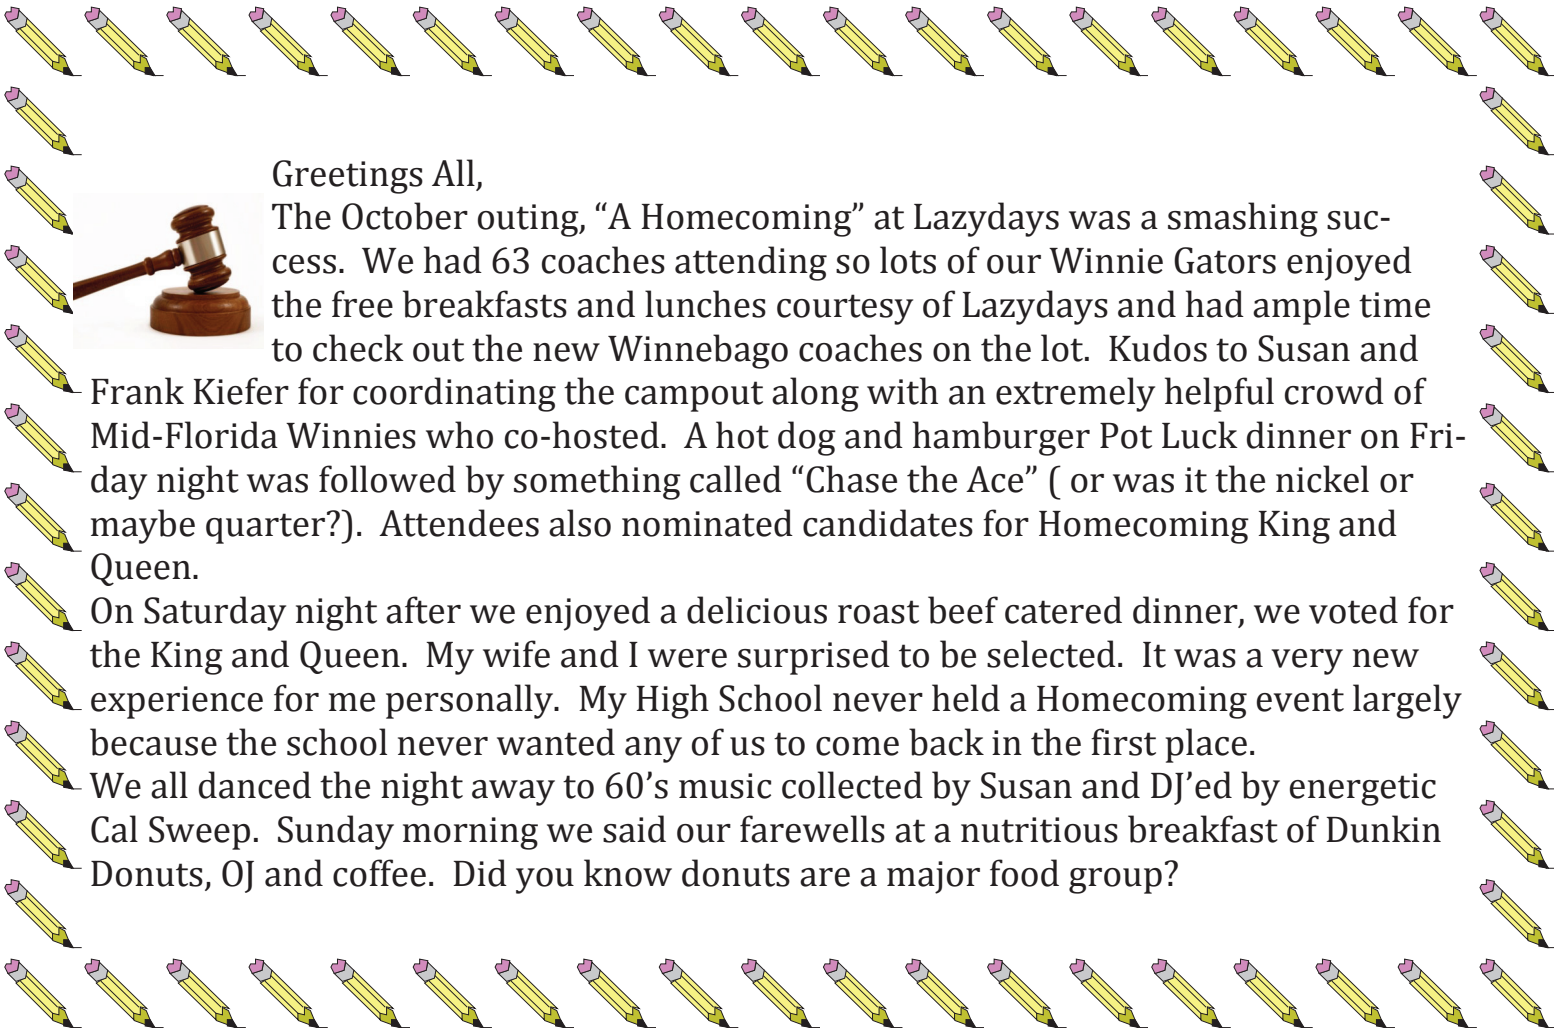 Greetings All,
The October outing, “A Homecoming” at Lazydays was a smashing suc-
cess.  We had 63 coaches attending so lots of our Winnie Gators enjoyed
the free breakfasts and lunches courtesy of Lazydays and had ample time
to check out the new Winnebago coaches on the lot.  Kudos to Susan and
Frank Kiefer for coordinating the campout along with an extremely helpful crowd of
Mid-Florida Winnies who co-hosted.  A hot dog and hamburger Pot Luck dinner on Fri-
day night was followed by something called “Chase the Ace” ( or was it the nickel or
maybe quarter?).  Attendees also nominated candidates for Homecoming King and
Queen.
On Saturday night after we enjoyed a delicious roast beef catered dinner, we voted for
the King and Queen.  My wife and I were surprised to be selected.  It was a very new
experience for me personally.  My High School never held a Homecoming event largely
because the school never wanted any of us to come back in the first place.
We all danced the night away to 60’s music collected by Susan and DJ’ed by energetic
Cal Sweep.  Sunday morning we said our farewells at a nutritious breakfast of Dunkin
Donuts, OJ and coffee.  Did you know donuts are a major food group?